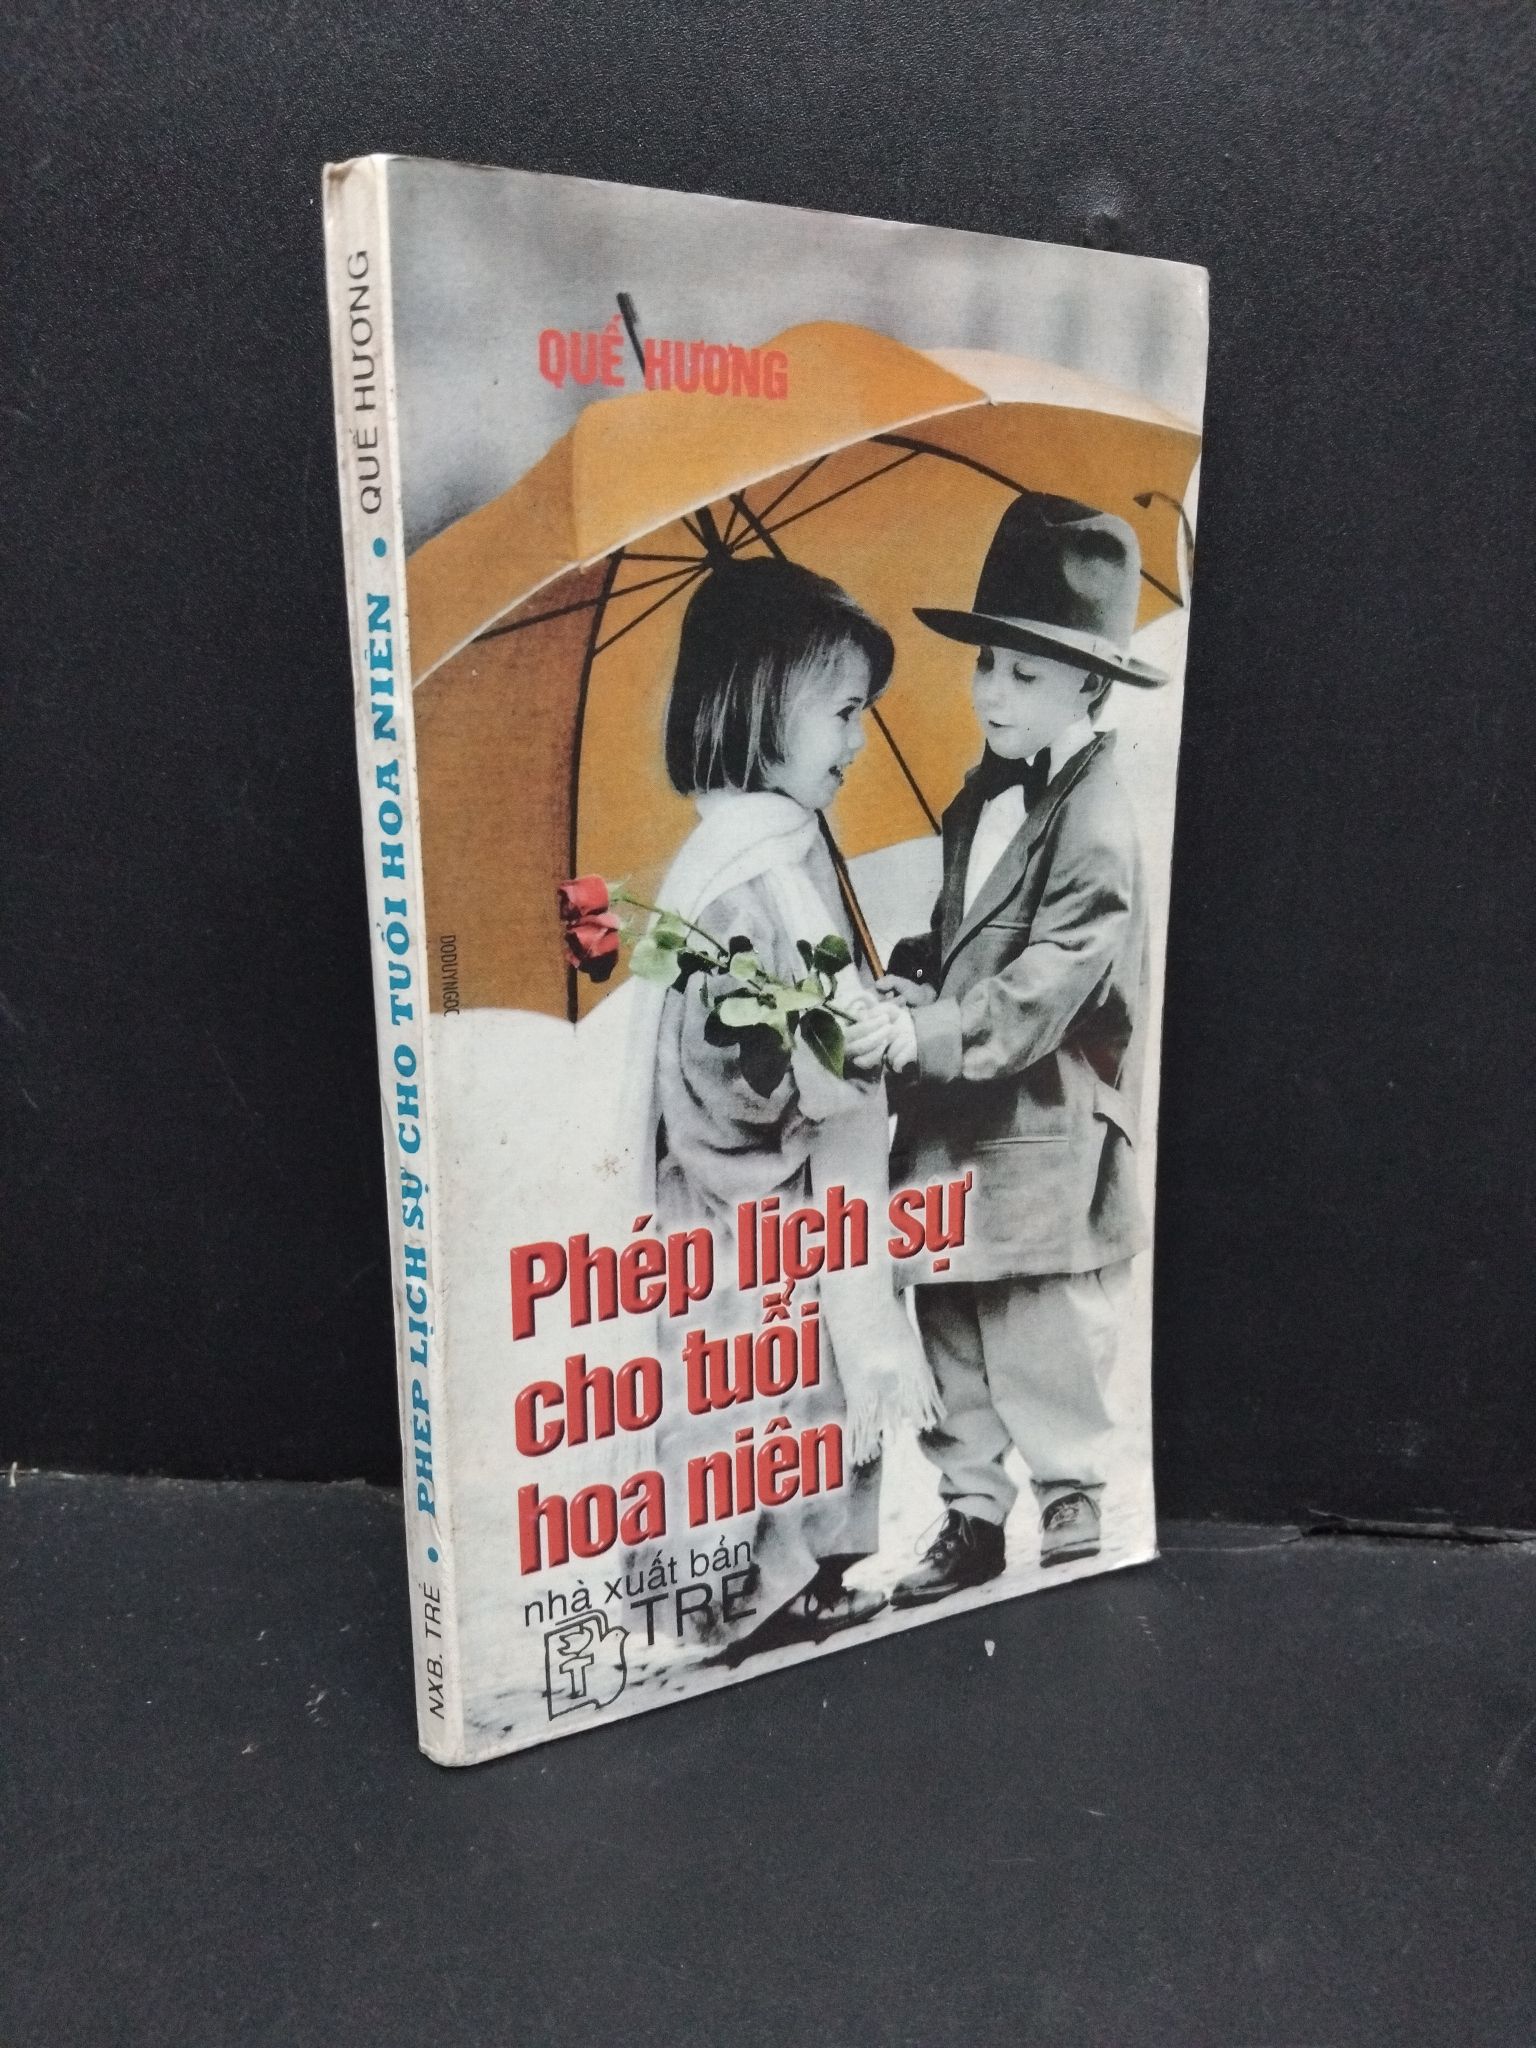 QUẾ HƯƠNG
PHÉP LỊCH SỰ CHO TUỔI HOA NIÊN • QUẾ HƯƠNG
NXB. TRẺ •
DODUYNGOC
Phép lịch sự
cho tuổi
hoa niên
nhà xuất bản
TRẺ